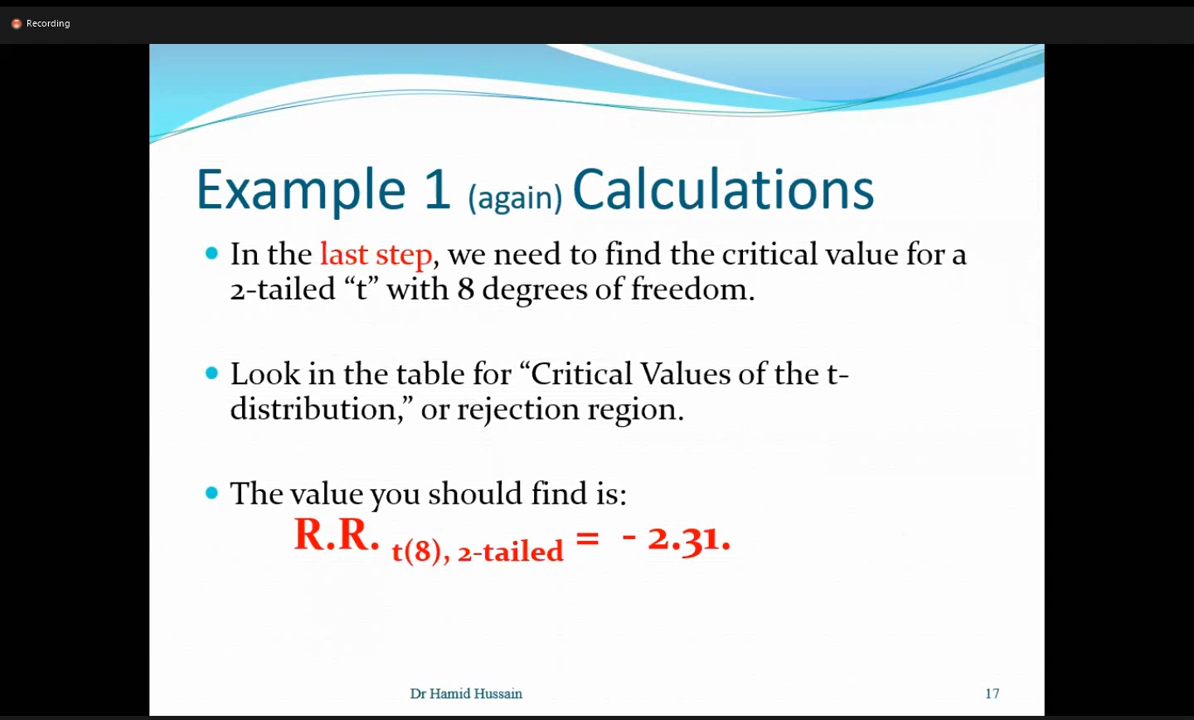 Recording
Example 1 (again) Calculations
In the last step, we need to find the critical value for a
2-tailed “t” with 8 degrees of freedom.
Look in the table for “Critical Values of the t-
distribution,” or rejection region.
The value you should find is:
R.R. t(8), 2-tailed = - 2.31.
Dr Hamid Hussain
17